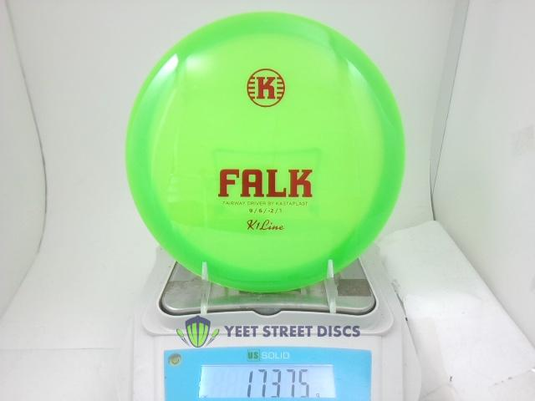 K
FALK
FAIRWAY DRIVER BY KASTAPLAST
9 / 6 / -2 / 1
K1 Line
YEET STREET DISCS
US SOLID
173.75